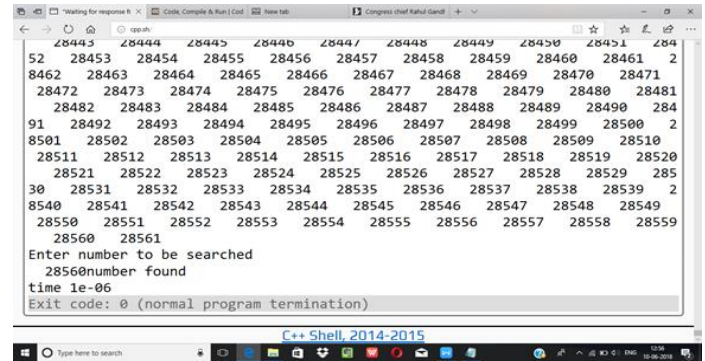 "Waiting for response fr
Code, Compile & Run | Cod
New tab
Congress chief Rahul Gandh
cpp.sh
28443 28444 28445 28446 28447 28448 28449 28450 28451 284
52 28453 28454 28455 28456 28457 28458 28459 28460 28461 2
8462 28463 28464 28465 28466 28467 28468 28469 28470 28471
28472 28473 28474 28475 28476 28477 28478 28479 28480 28481
28482 28483 28484 28485 28486 28487 28488 28489 28490 284
91 28492 28493 28494 28495 28496 28497 28498 28499 28500 2
8501 28502 28503 28504 28505 28506 28507 28508 28509 28510
28511 28512 28513 28514 28515 28516 28517 28518 28519 28520
28521 28522 28523 28524 28525 28526 28527 28528 28529 285
30 28531 28532 28533 28534 28535 28536 28537 28538 28539 2
8540 28541 28542 28543 28544 28545 28546 28547 28548 28549
28550 28551 28552 28553 28554 28555 28556 28557 28558 28559
28560 28561
Enter number to be searched
28560number found
time 1e-06
Exit code: 0 (normal program termination)
C++ Shell, 2014-2015
Type here to search
ENG
12:56
10-06-2018